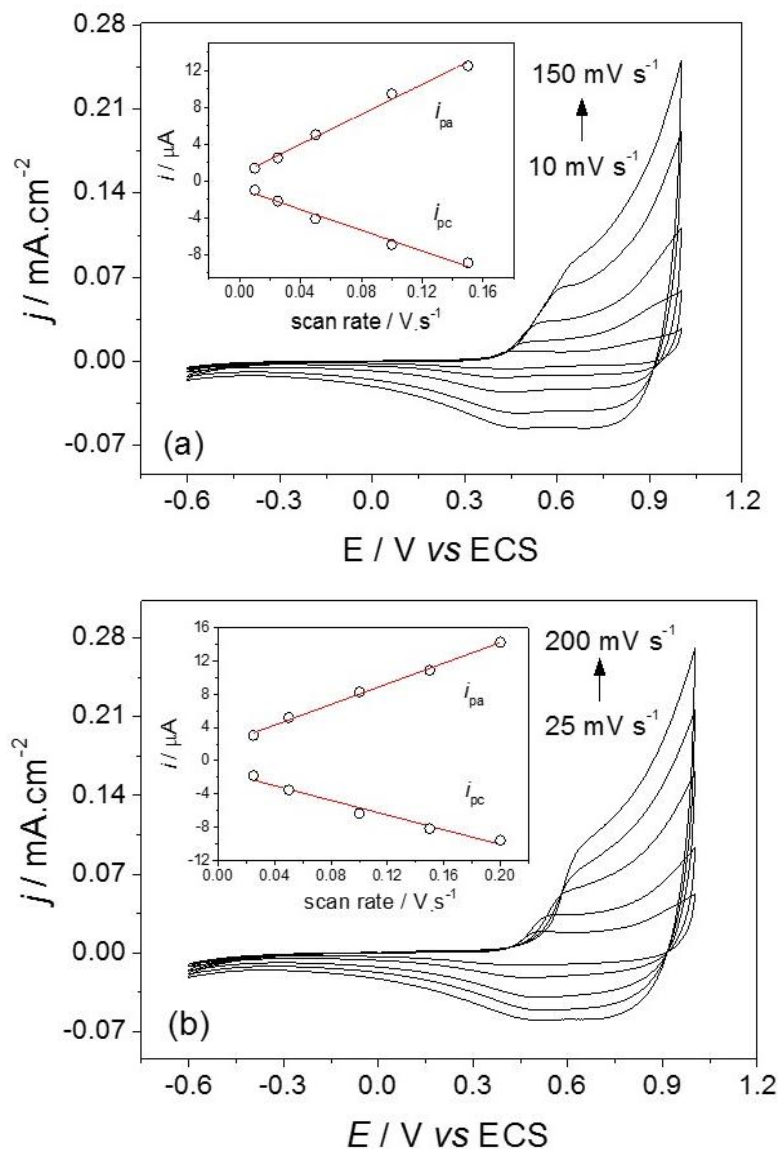 0.28
0.21
0.14
0.07
0.00
-0.07
j / mA.cm-2
12
8
4
0
-4
-8
i / µA
ipa
ipc
0.00 0.04 0.08 0.12 0.16
scan rate / V.s-1
150 mV s-1
10 mV s-1
(a)
-0.6 -0.3 0.0 0.3 0.6 0.9 1.2
E / V vs ECS
0.28
0.21
0.14
0.07
0.00
-0.07
j / mA.cm-2
16
12
8
4
0
-4
-8
-12
i / µA
ipa
ipc
0.00 0.04 0.08 0.12 0.16 0.20
scan rate / V.s-1
200 mV s-1
25 mV s-1
(b)
-0.6 -0.3 0.0 0.3 0.6 0.9 1.2
E / V vs ECS